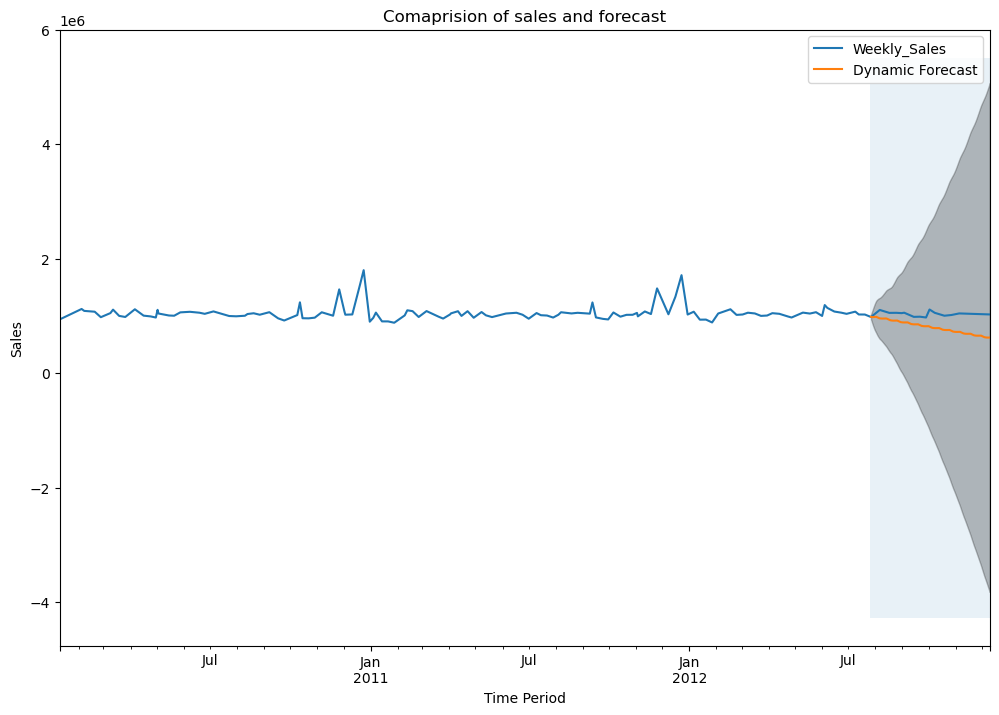 Comaprision of sales and forecast
1e6
Weekly_Sales
Dynamic Forecast
6
4
2
0
−2
−4
Sales
Jul
Jan
2011
Jul
Jan
2012
Jul
Time Period